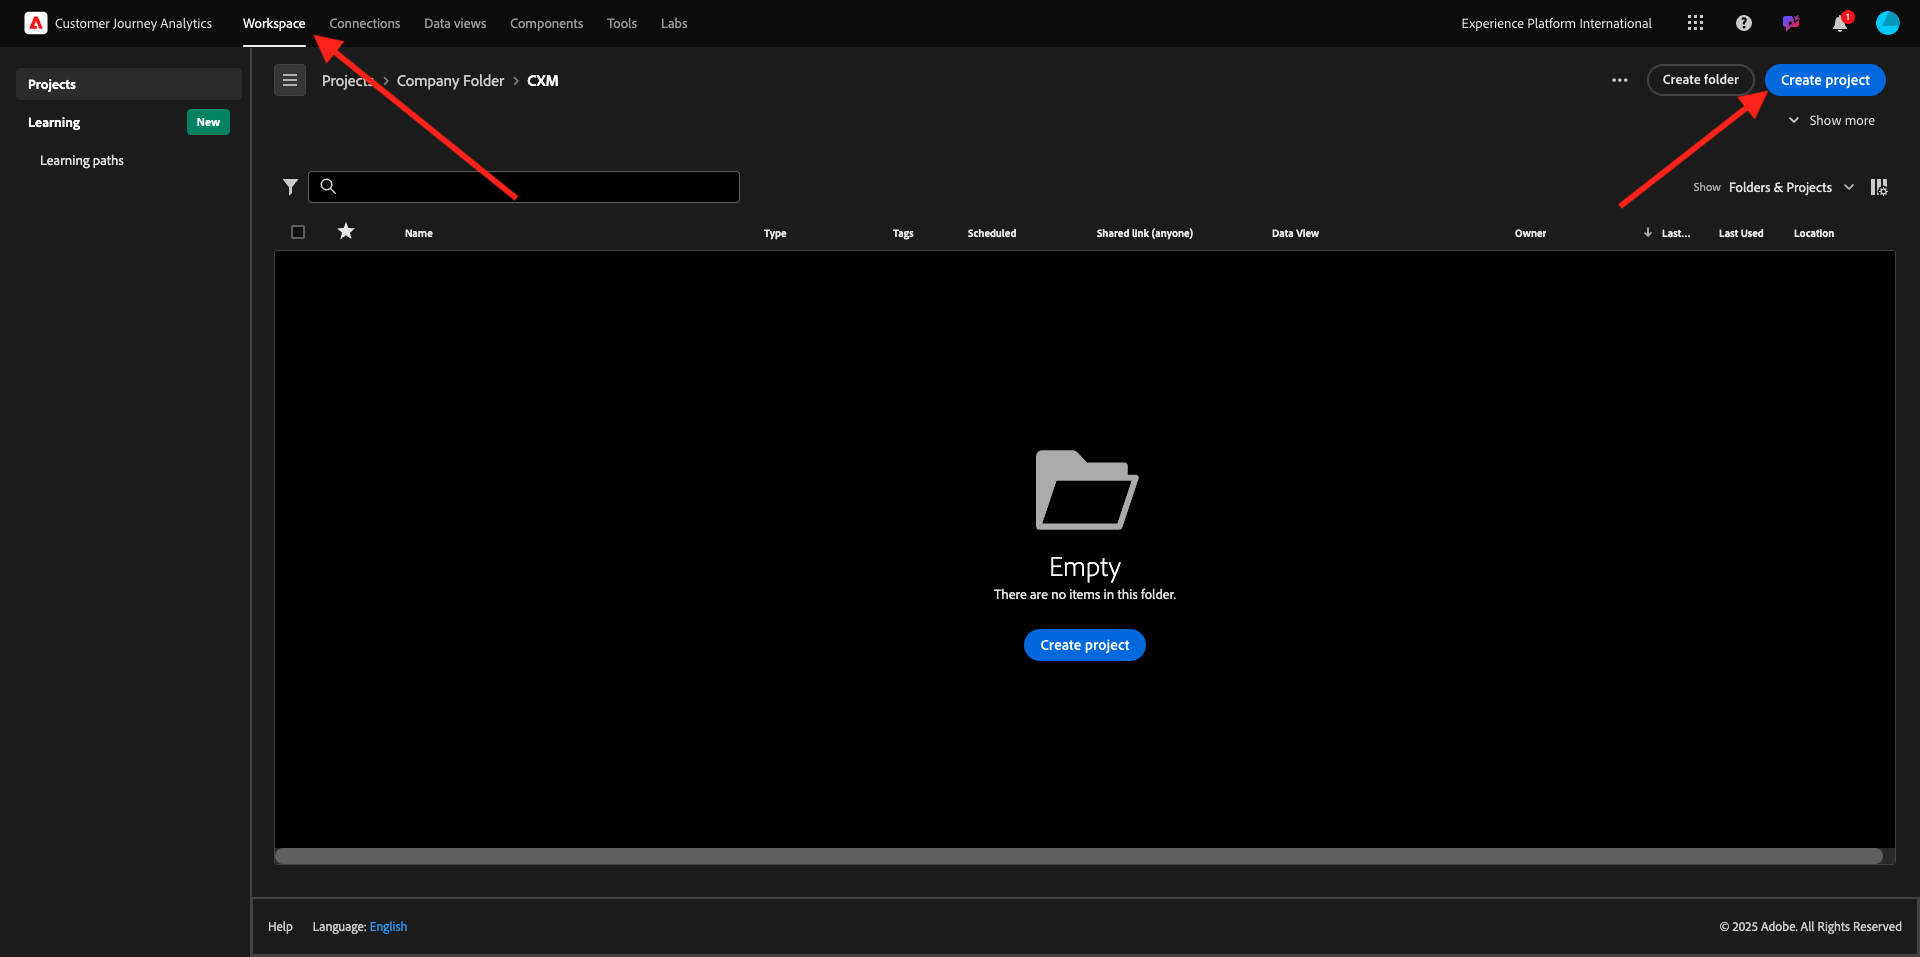 Customer Journey Analytics Workspace Connections Data views Components Tools Labs Experience Platform International 1
Projects
Learning New
Learning paths
Projects > Company Folder > CXM Create folder Create project
Show more
Show Folders & Projects
Name Type Tags Scheduled Shared link (anyone) Data View Owner Last... Last Used Location
Empty
There are no items in this folder.
Create project
Help Language: English © 2025 Adobe. All Rights Reserved